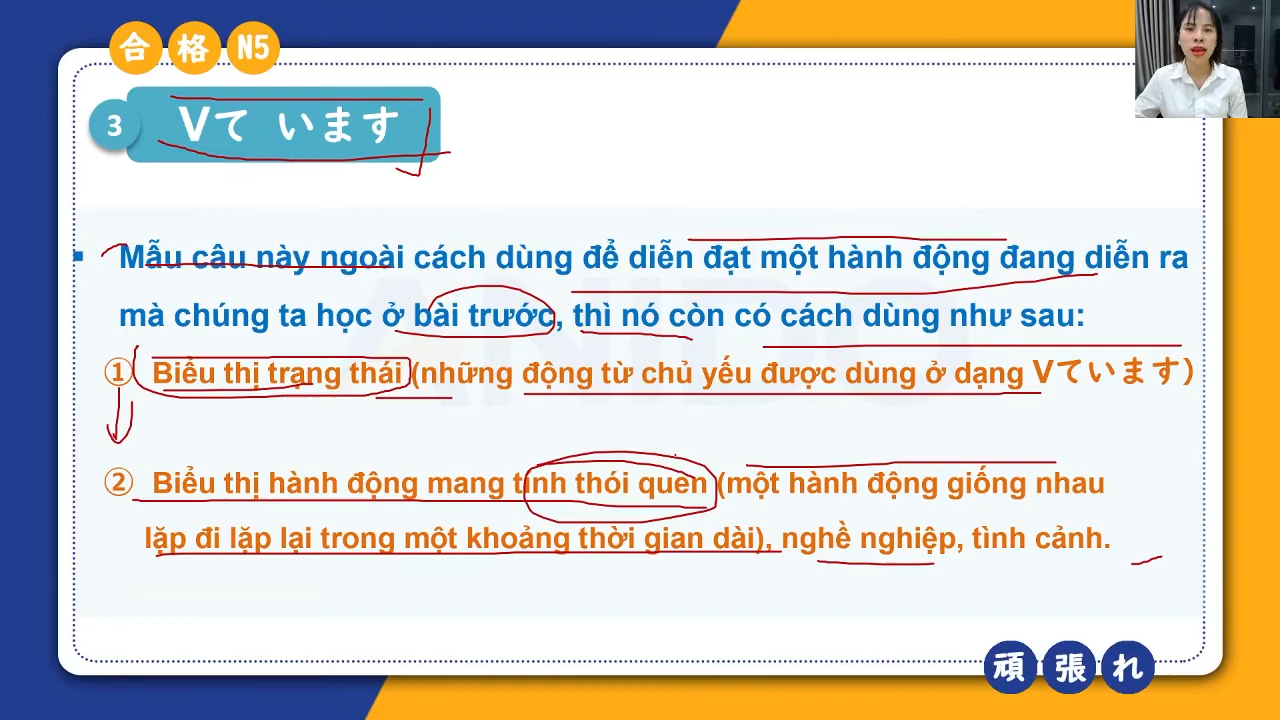 合格 N5
3 Vて います
Mẫu câu này ngoài cách dùng để diễn đạt một hành động đang diễn ra
mà chúng ta học ở bài trước, thì nó còn có cách dùng như sau:
① Biểu thị trạng thái (những động từ chủ yếu được dùng ở dạng Vています)
② Biểu thị hành động mang tính thói quen (một hành động giống nhau
lặp đi lặp lại trong một khoảng thời gian dài), nghề nghiệp, tình cảnh.
頑張れ